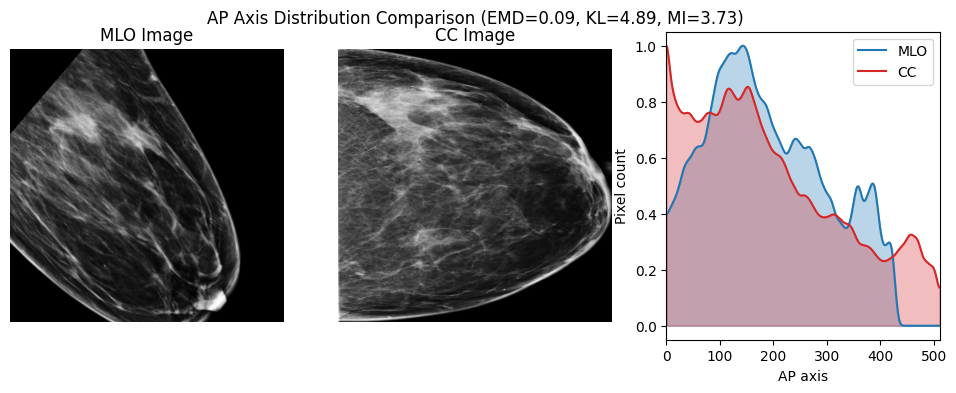 AP Axis Distribution Comparison (EMD=0.09, KL=4.89, MI=3.73)
MLO Image
CC Image
MLO
CC
Pixel count
1.0
0.8
0.6
0.4
0.2
0.0
0 100 200 300 400 500
AP axis